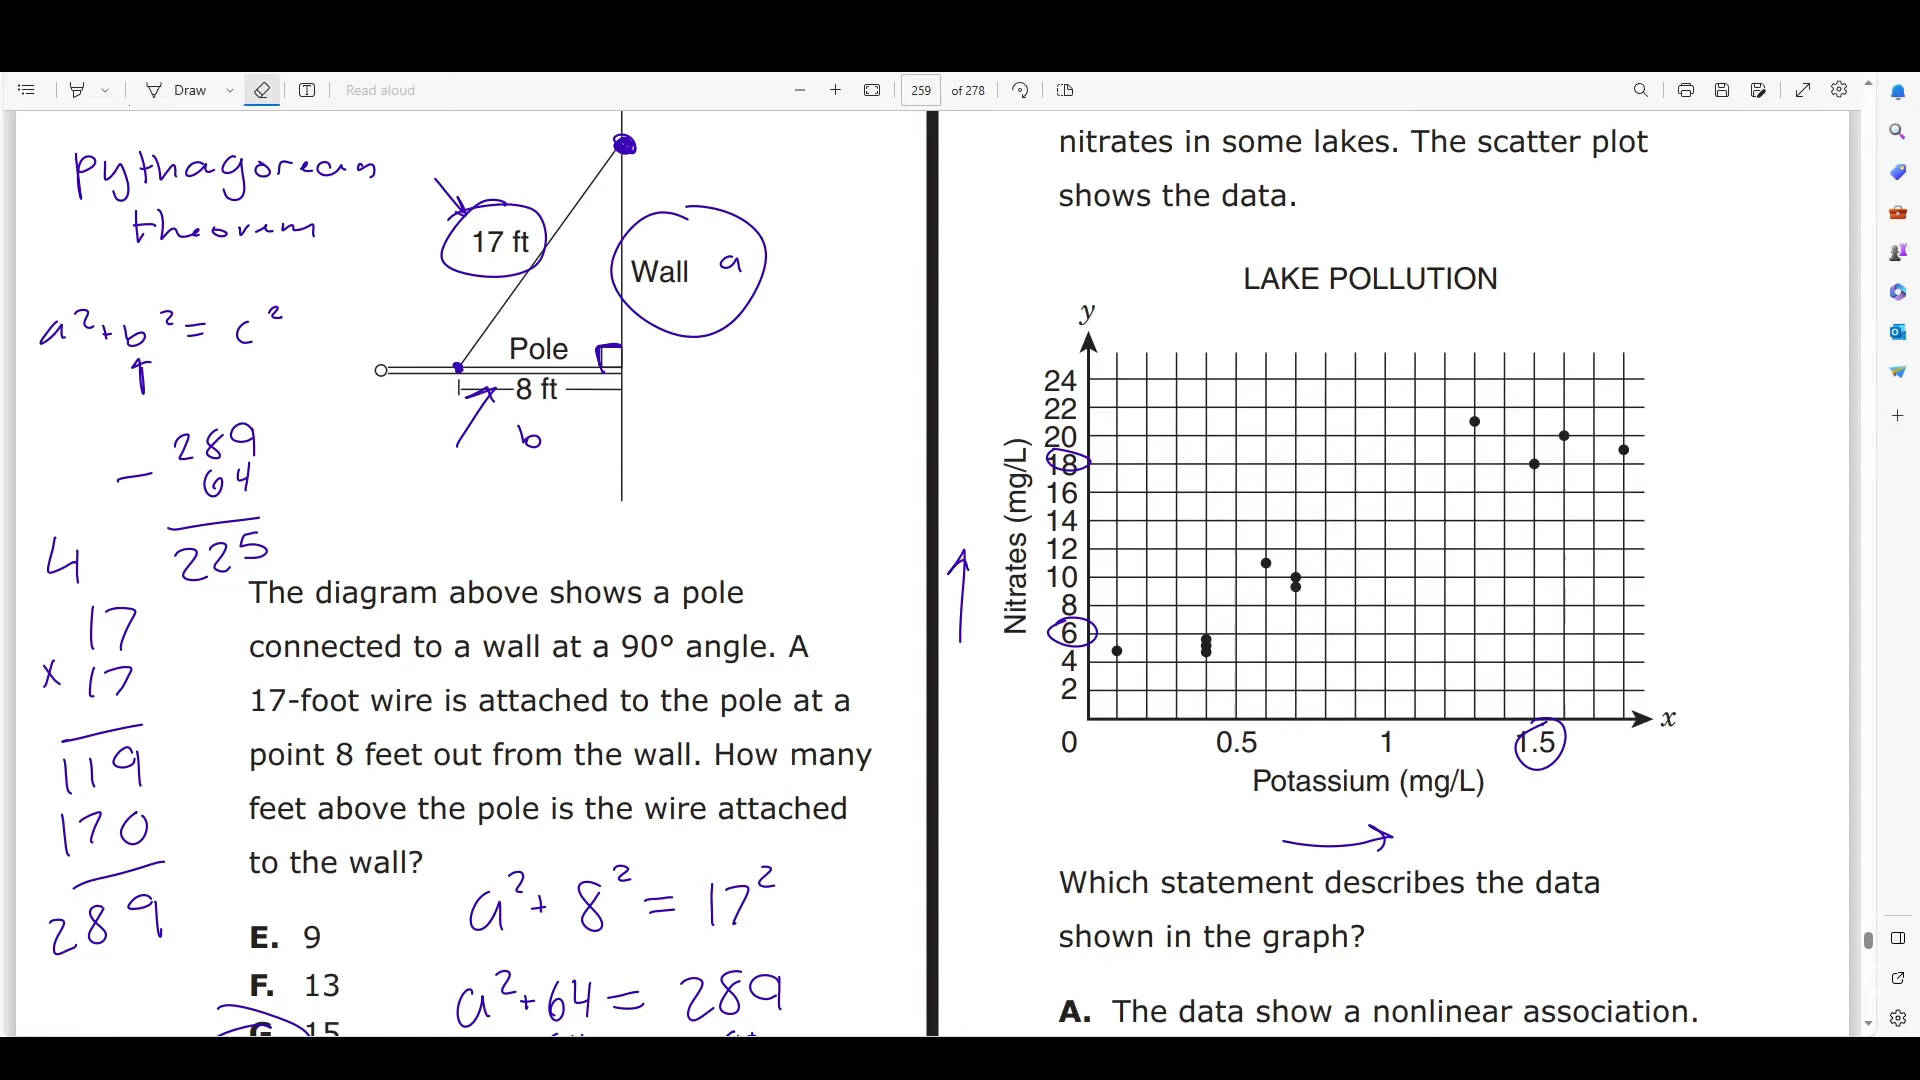 Draw
Read aloud
259
of 278
pythagorean
theorem
a² + b² = c²
289
− 64
225
4
17
x 17
119
170
289
17 ft
Wall a
Pole
8 ft
b
The diagram above shows a pole
connected to a wall at a 90° angle. A
17-foot wire is attached to the pole at a
point 8 feet out from the wall. How many
feet above the pole is the wire attached
to the wall?
a² + 8² = 17²
E. 9
F. 13
a² + 64 = 289
G. 15
nitrates in some lakes. The scatter plot
shows the data.
LAKE POLLUTION
y
24
22
20
18
16
14
12
10
8
6
4
2
Nitrates (mg/L)
0 0.5 1 1.5
x
Potassium (mg/L)
Which statement describes the data
shown in the graph?
A. The data show a nonlinear association.